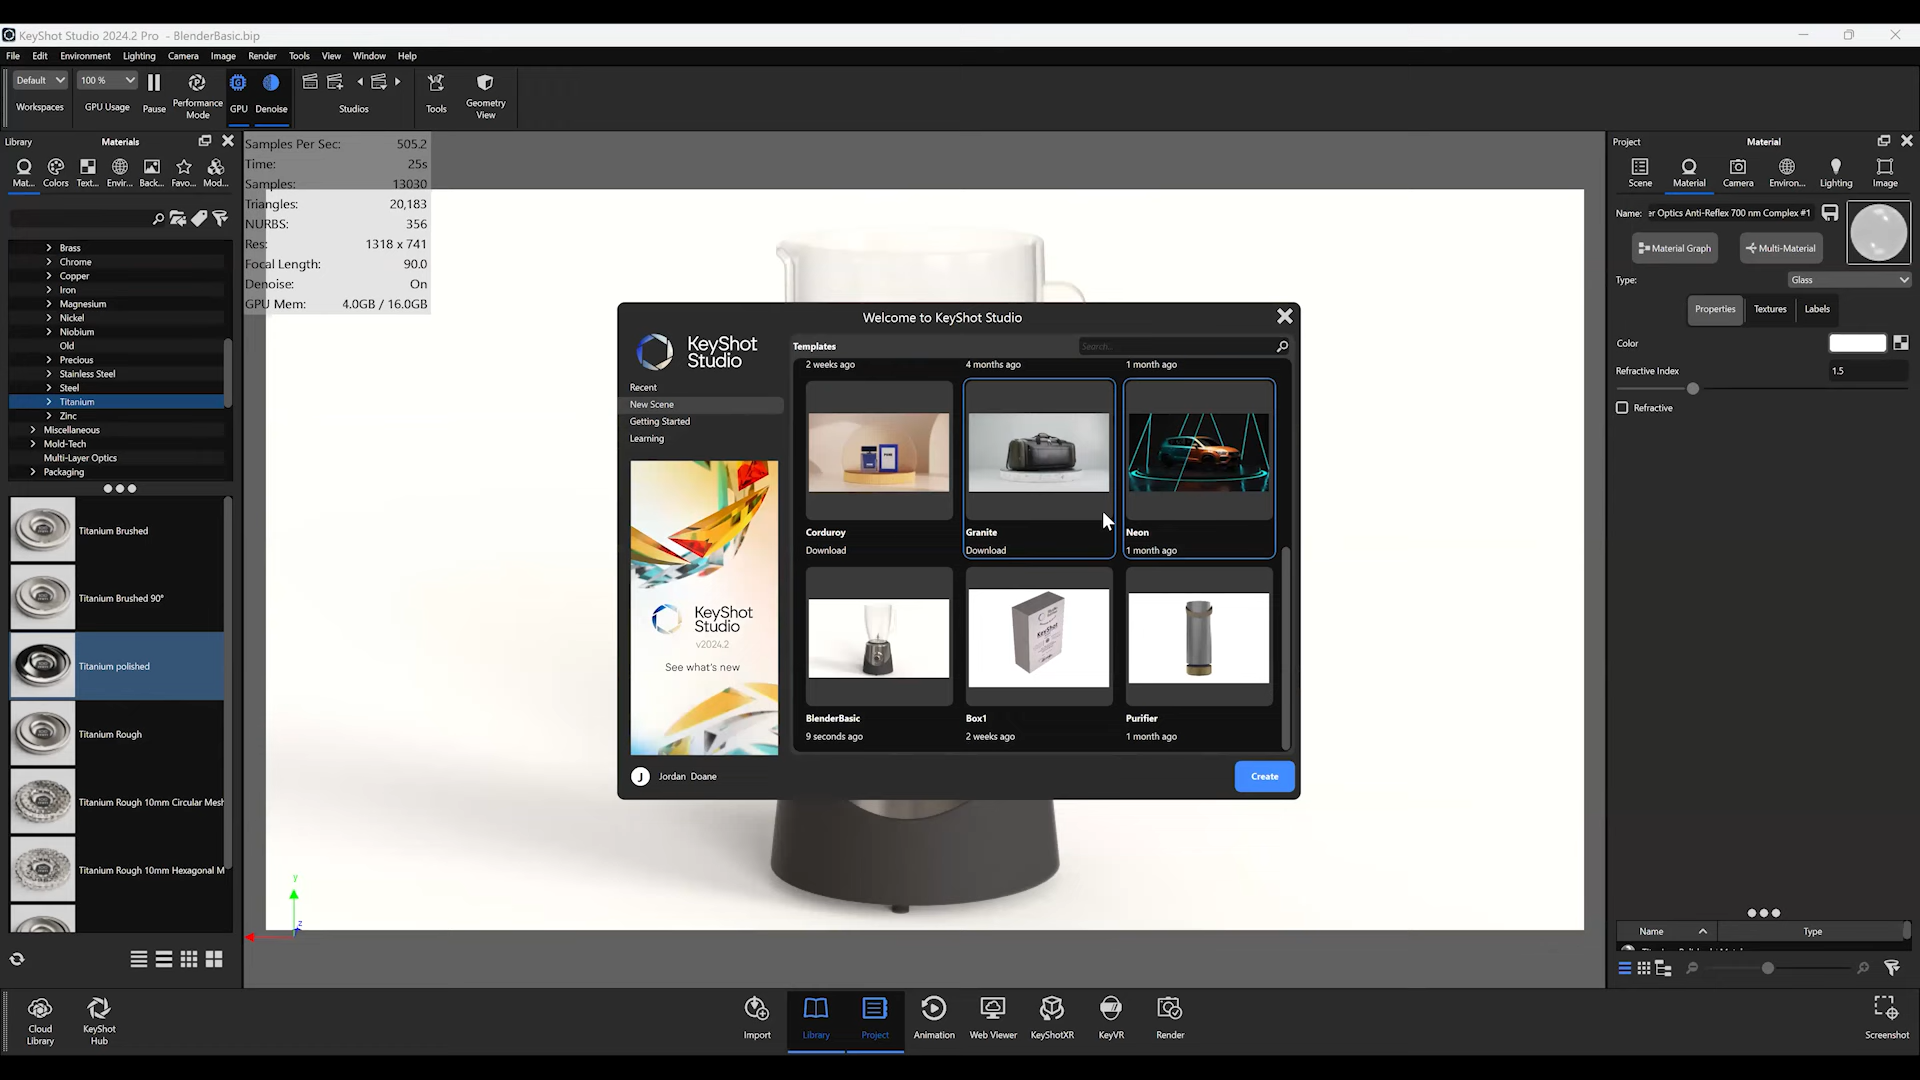 KeyShot Studio 2024.2 Pro - BlenderBasic.bip
File Edit Environment Lighting Camera Image Render Tools View Window Help
Default 100 %
Workspaces GPU Usage Pause Performance Mode GPU Denoise Studios Tools Geometry View
Library Materials
Mat... Colors Text... Envir... Back... Favo... Mod...
Brass
Chrome
Copper
Iron
Magnesium
Nickel
Niobium
Old
Precious
Stainless Steel
Steel
Titanium
Zinc
Miscellaneous
Mold-Tech
Multi-Layer Optics
Packaging
Titanium Brushed
Titanium Brushed 90°
Titanium polished
Titanium Rough
Titanium Rough 10mm Circular Mesh
Titanium Rough 10mm Hexagonal M
Samples Per Sec: 505.2
Time: 25s
Samples: 13030
Triangles: 20,183
NURBS: 356
Res: 1318 x 741
Focal Length: 90.0
Denoise: On
GPU Mem: 4.0GB / 16.0GB
y
z
Welcome to KeyShot Studio
KeyShot
Studio
Recent
New Scene
Getting Started
Learning
KeyShot
Studio
v2024.2
See what's new
J Jordan Doane
Templates Search...
2 weeks ago 4 months ago 1 month ago
Corduroy Granite Neon
Download Download 1 month ago
KeyShot
BlenderBasic Box1 Purifier
9 seconds ago 2 weeks ago 1 month ago
Create
Project Material
Scene Material Camera Environ... Lighting Image
Name: er Optics Anti-Reflex 700 nm Complex #1
Material Graph Multi-Material
Type: Glass
Properties Textures Labels
Color
Refractive Index 1.5
Refractive
Name Type
Cloud Library KeyShot Hub Import Library Project Animation Web Viewer KeyShotXR KeyVR Render Screenshot